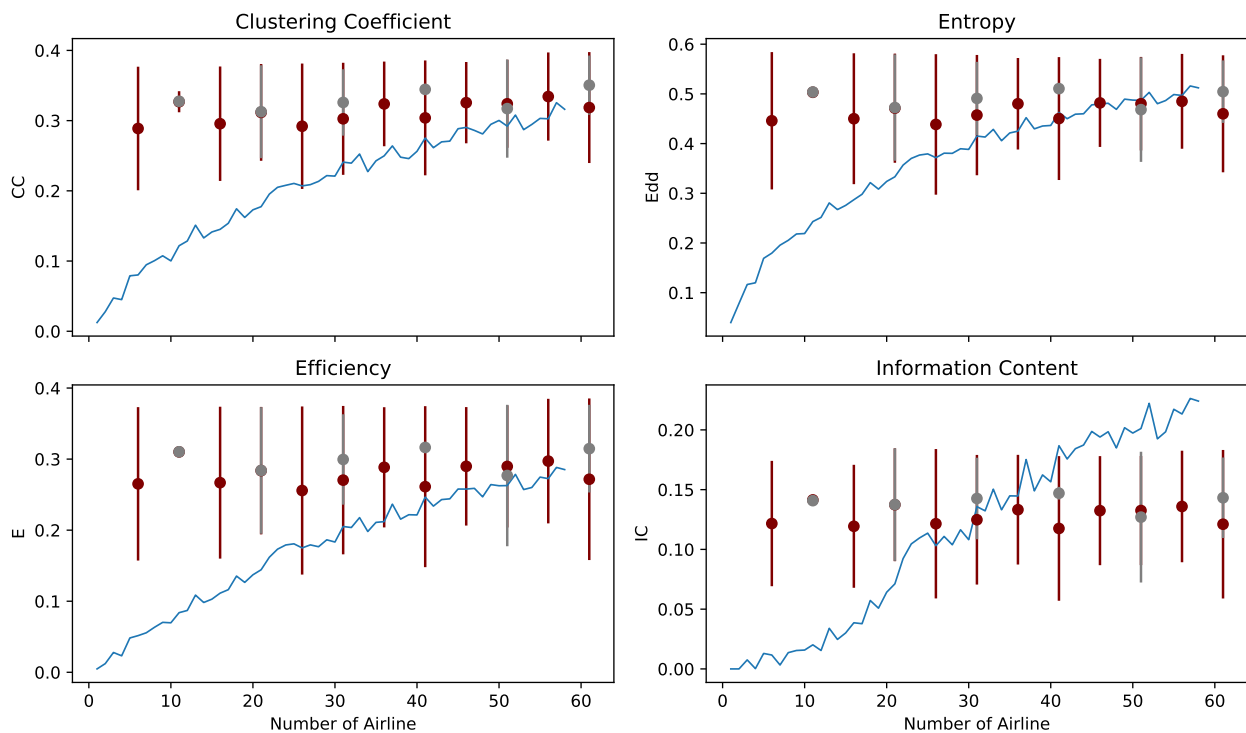 Clustering Coefficient
CC
0.4
0.3
0.2
0.1
0.0
Entropy
Edd
0.6
0.5
0.4
0.3
0.2
0.1
Efficiency
E
0.4
0.3
0.2
0.1
0.0
0 10 20 30 40 50 60
Number of Airline
Information Content
IC
0.20
0.15
0.10
0.05
0.00
0 10 20 30 40 50 60
Number of Airline